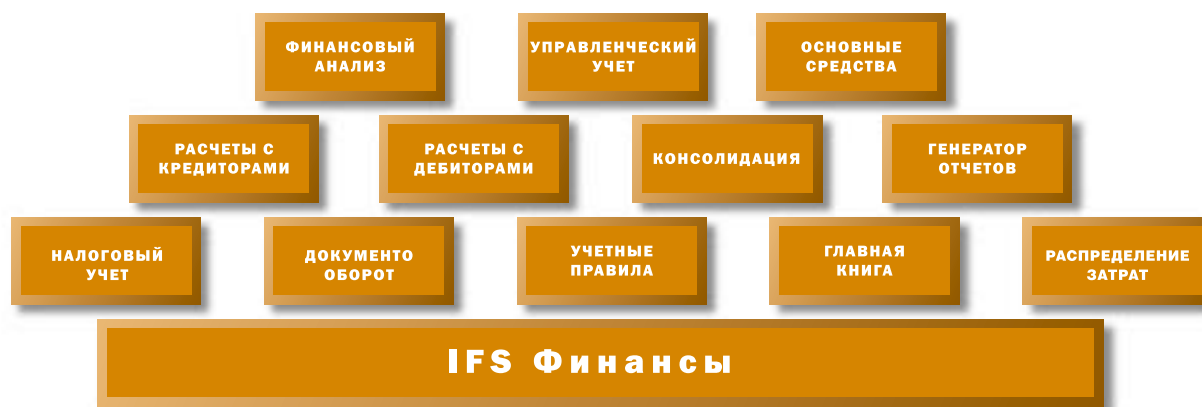 ФИНАНСОВЫЙ
АНАЛИЗ
УПРАВЛЕНЧЕСКИЙ
УЧЕТ
ОСНОВНЫЕ
СРЕДСТВА
РАСЧЕТЫ С
КРЕДИТОРАМИ
РАСЧЕТЫ С
ДЕБИТОРАМИ
КОНСОЛИДАЦИЯ
ГЕНЕРАТОР
ОТЧЕТОВ
НАЛОГОВЫЙ
УЧЕТ
ДОКУМЕНТО
ОБОРОТ
УЧЕТНЫЕ
ПРАВИЛА
ГЛАВНАЯ
КНИГА
РАСПРЕДЕЛЕНИЕ
ЗАТРАТ
IFS Финансы